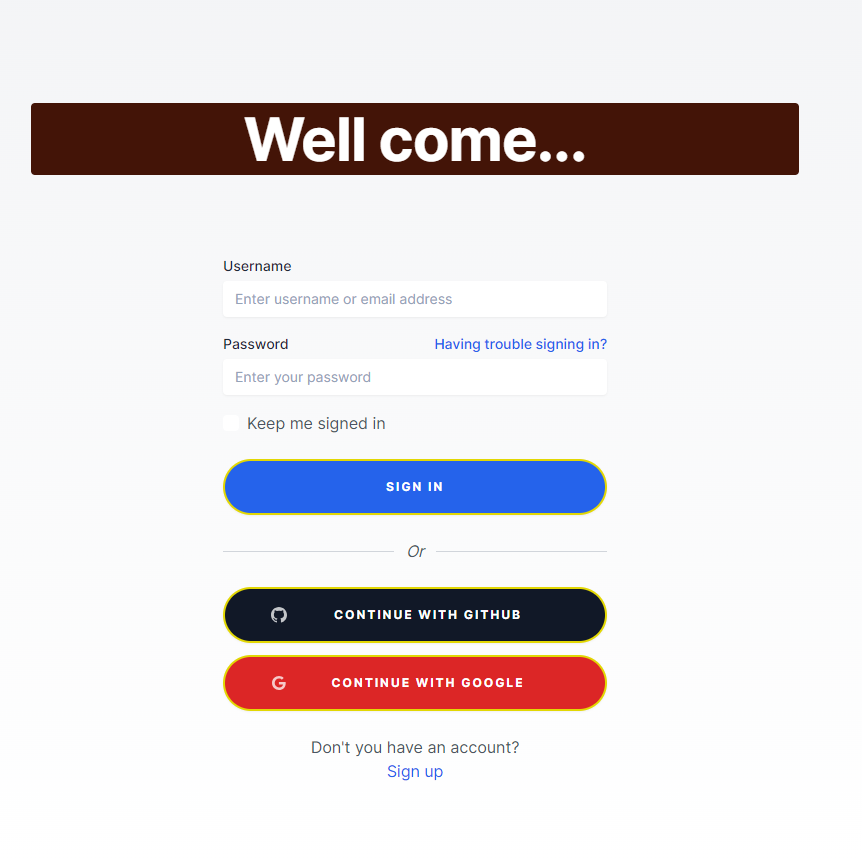 Well come...
Username
Enter username or email address
Password Having trouble signing in?
Enter your password
Keep me signed in
SIGN IN
Or
CONTINUE WITH GITHUB
CONTINUE WITH GOOGLE
Don't you have an account?
Sign up